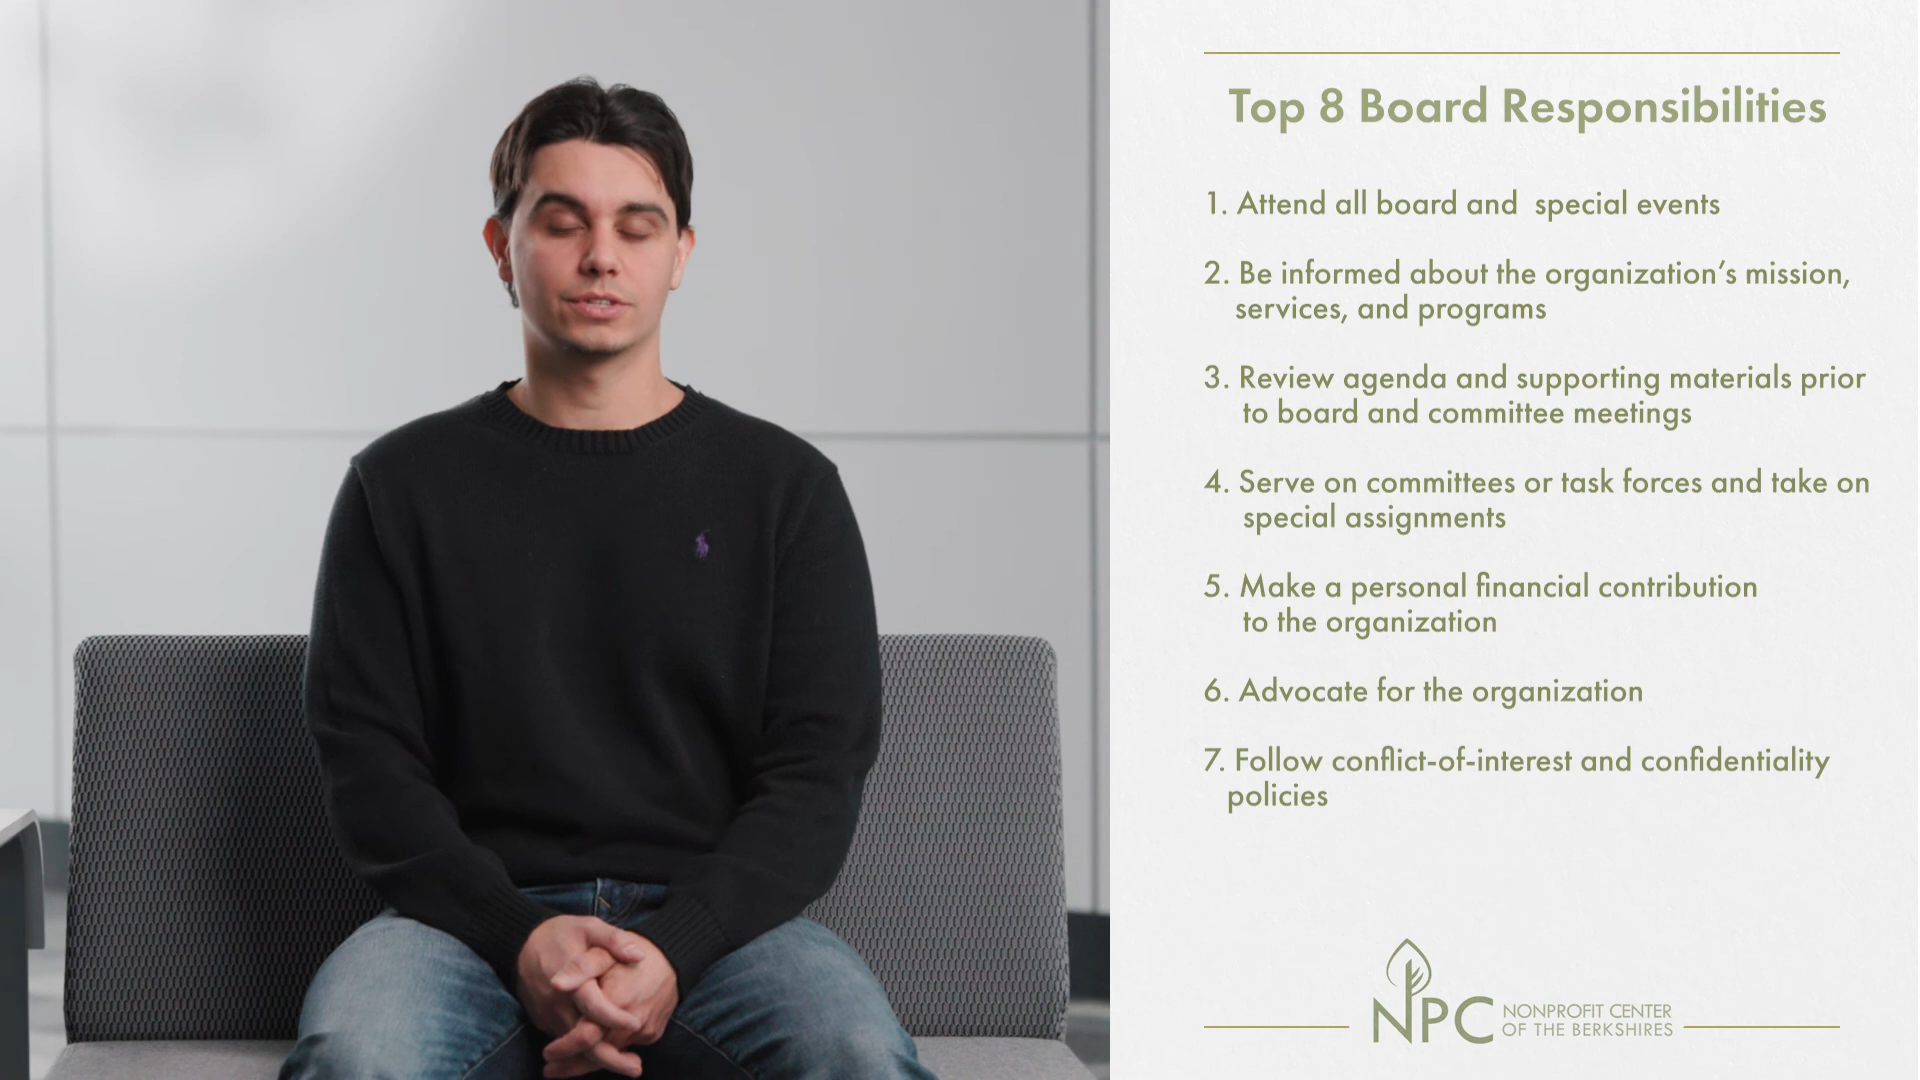 Top 8 Board Responsibilities
1. Attend all board and  special events
2. Be informed about the organization’s mission,
services, and programs
3. Review agenda and supporting materials prior
to board and committee meetings
4. Serve on committees or task forces and take on
special assignments
5. Make a personal financial contribution
to the organization
6. Advocate for the organization
7. Follow conflict-of-interest and confidentiality
policies
NPC NONPROFIT CENTER
OF THE BERKSHIRES